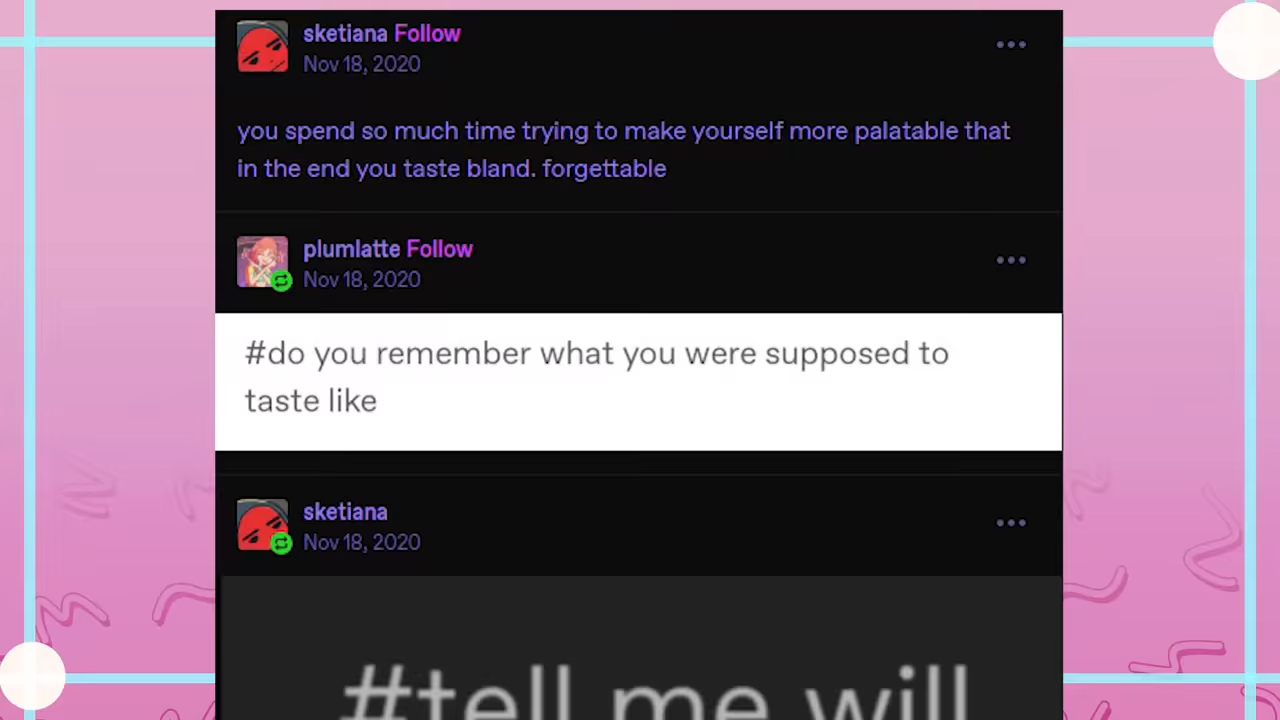 sketiana Follow
Nov 18, 2020
you spend so much time trying to make yourself more palatable that
in the end you taste bland. forgettable
plumlatte Follow
Nov 18, 2020
#do you remember what you were supposed to
taste like
sketiana
Nov 18, 2020
#tell me will